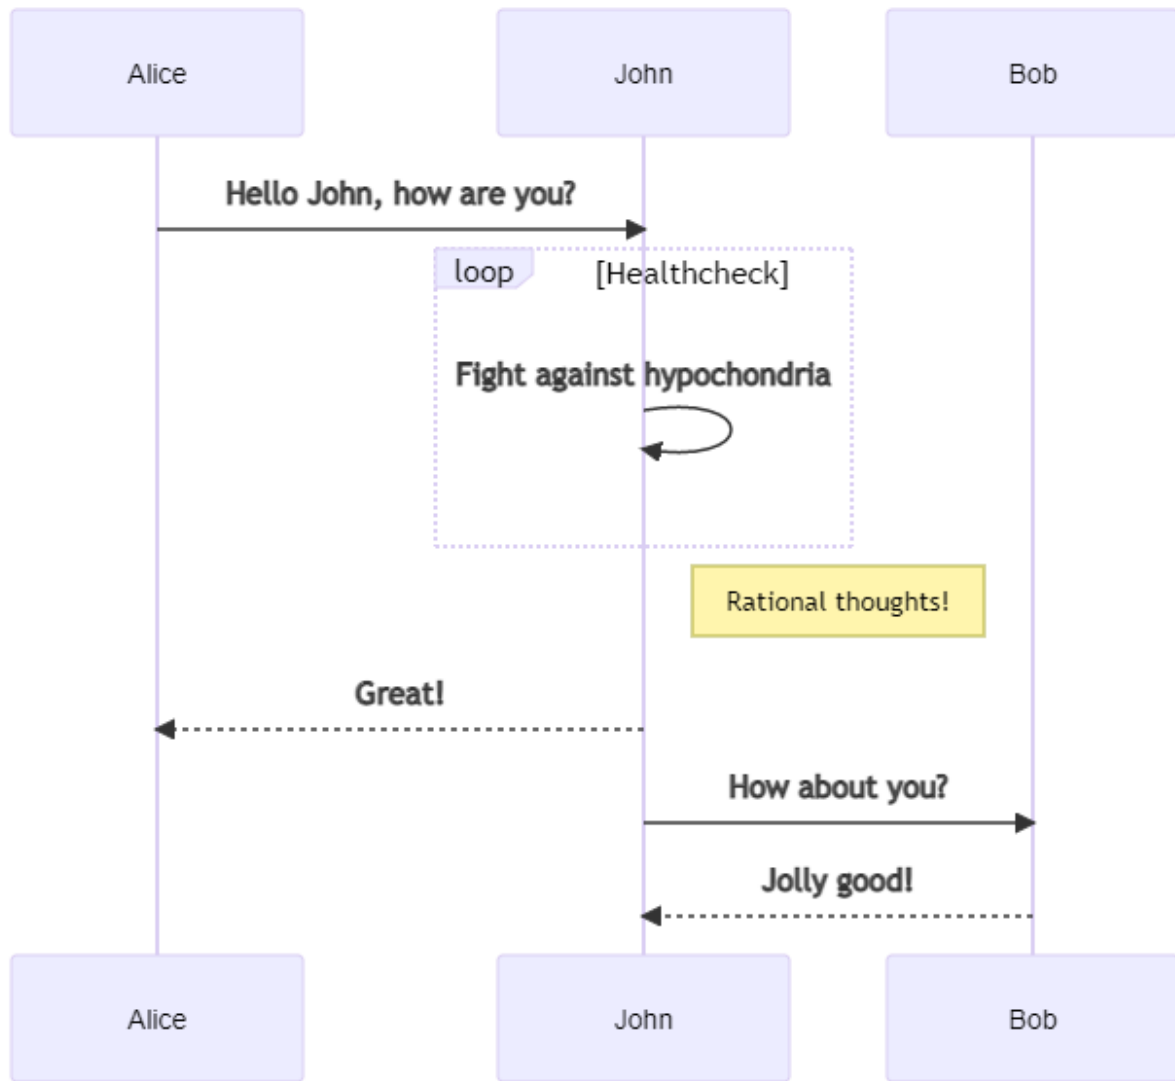 Alice
John
Bob
Hello John, how are you?
loop
[Healthcheck]
Fight against hypochondria
Rational thoughts!
Great!
How about you?
Jolly good!
Alice
John
Bob